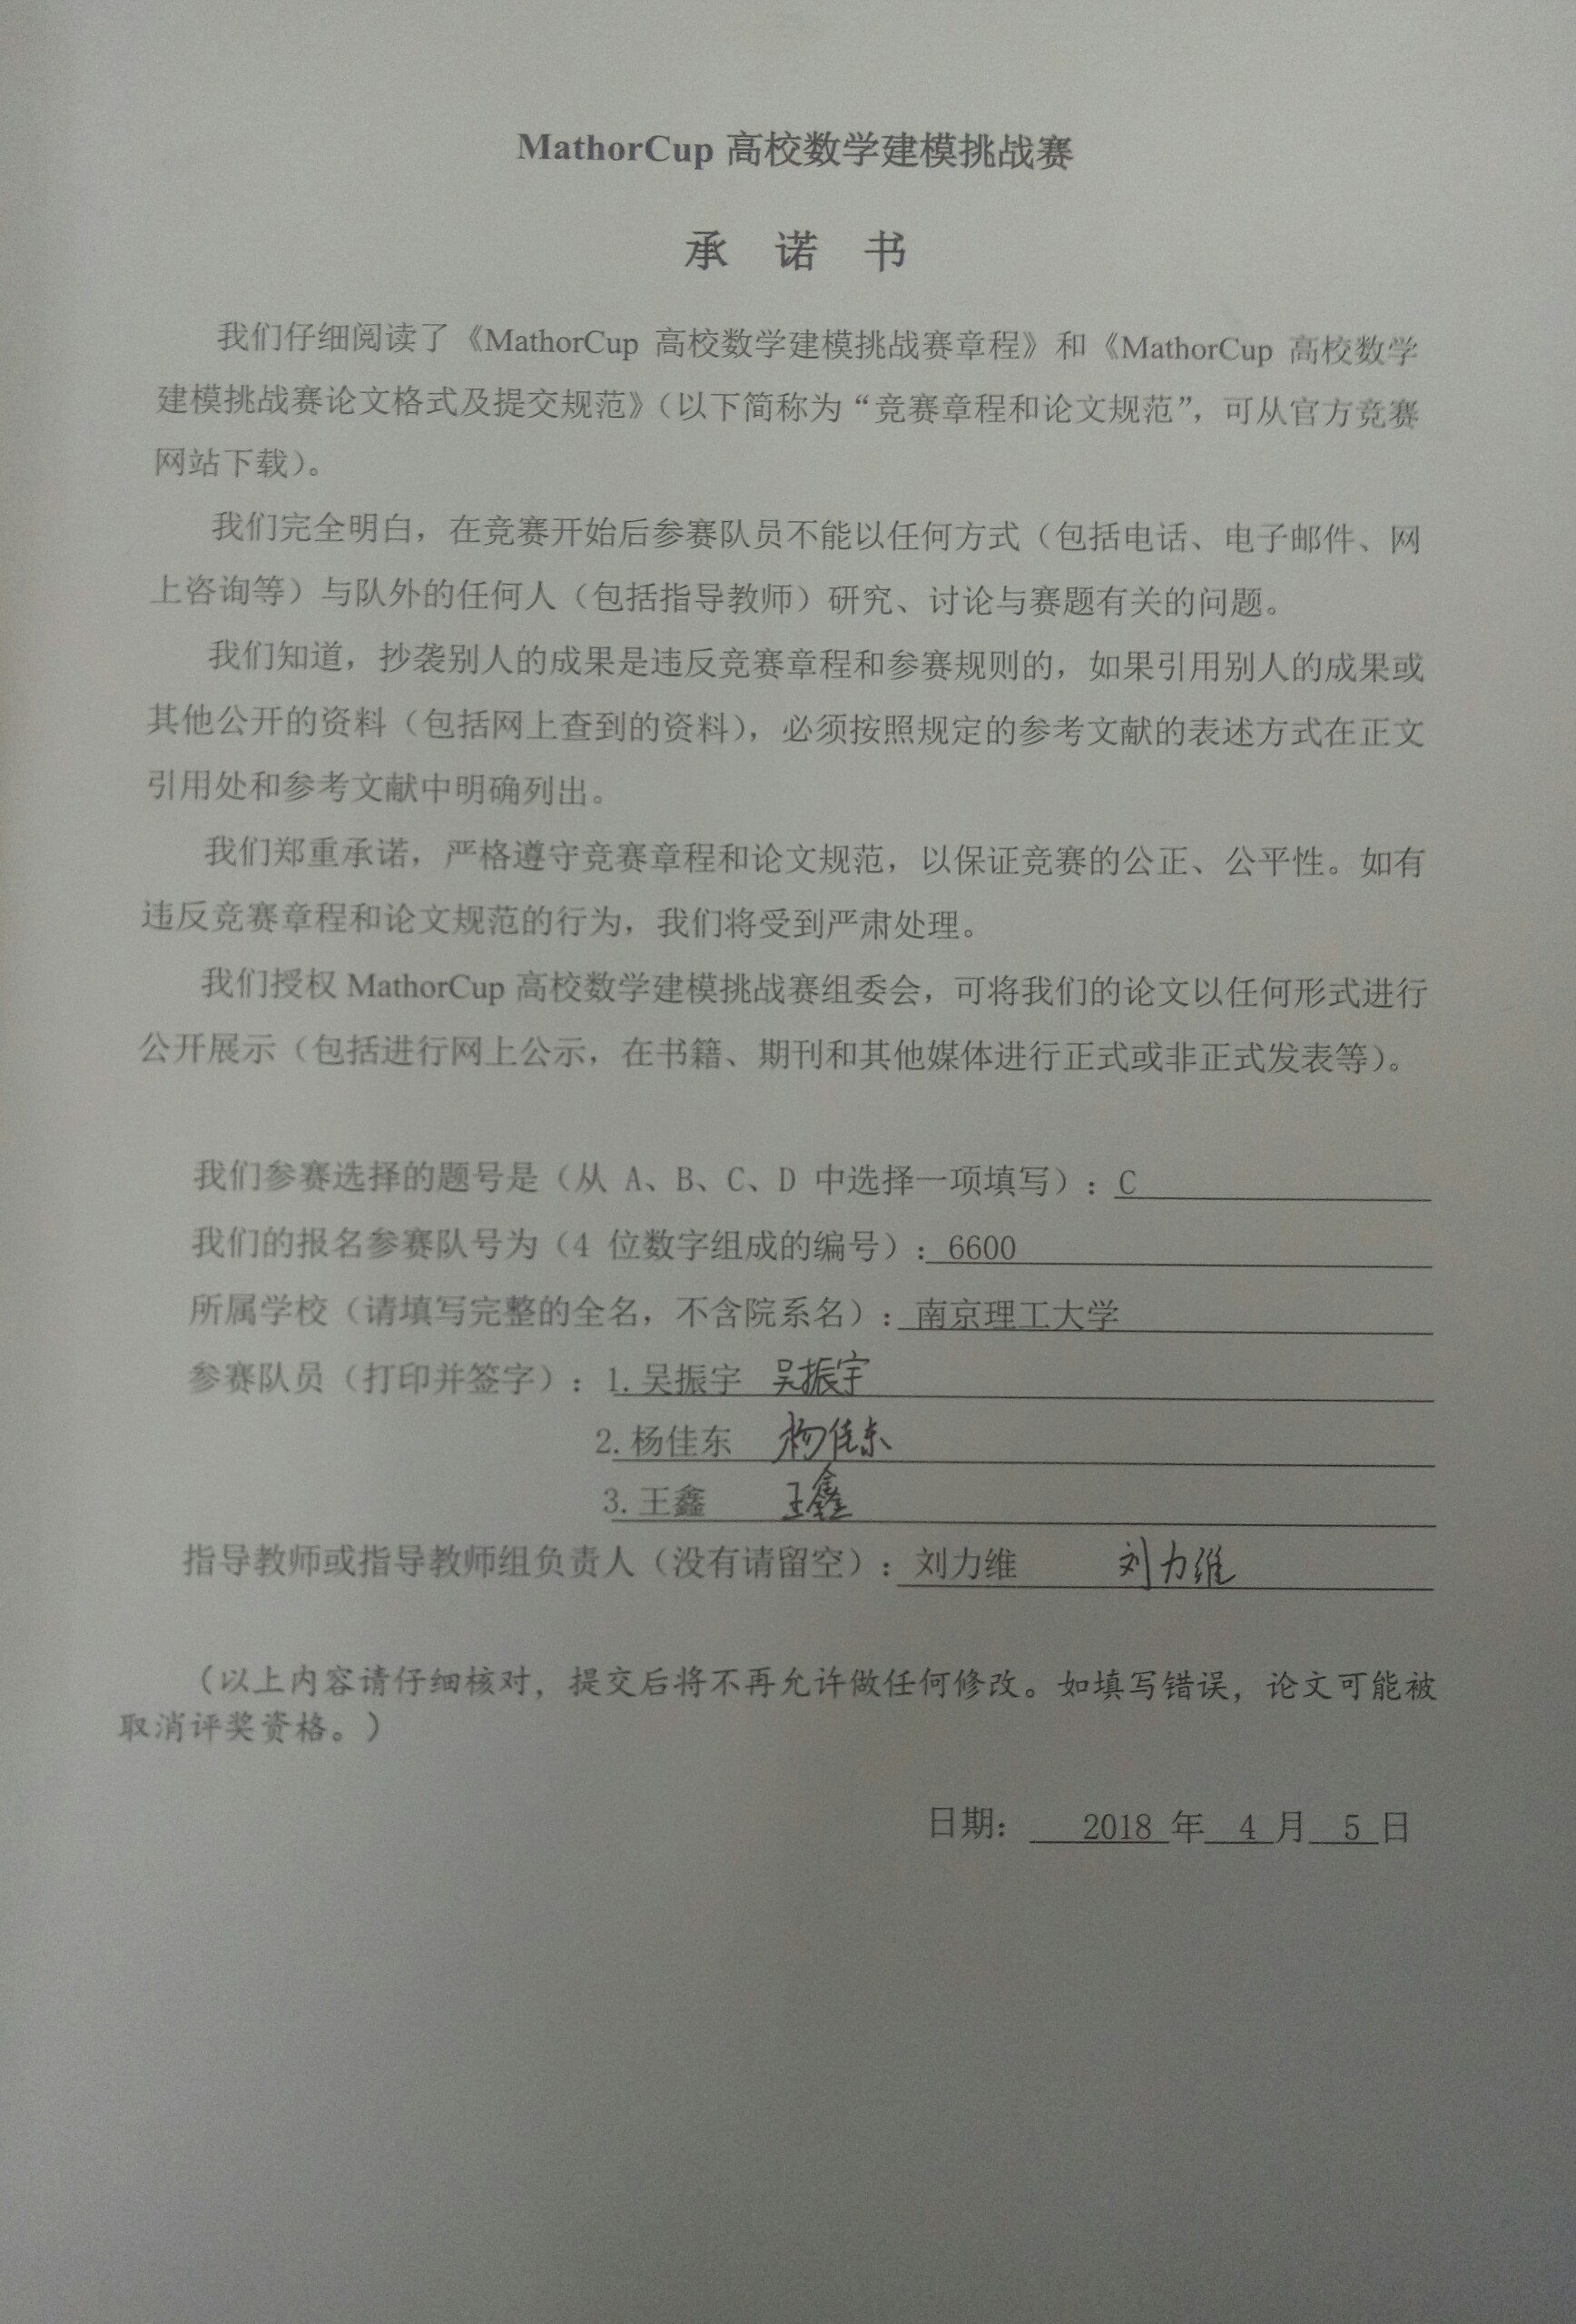 MathorCup 高校数学建模挑战赛
承 诺 书
我们仔细阅读了《MathorCup 高校数学建模挑战赛章程》和《MathorCup 高校数学
建模挑战赛论文格式及提交规范》（以下简称为“竞赛章程和论文规范”，可从官方竞赛
网站下载）。
我们完全明白，在竞赛开始后参赛队员不能以任何方式（包括电话、电子邮件、网
上咨询等）与队外的任何人（包括指导教师）研究、讨论与赛题有关的问题。
我们知道，抄袭别人的成果是违反竞赛章程和参赛规则的，如果引用别人的成果或
其他公开的资料（包括网上查到的资料），必须按照规定的参考文献的表述方式在正文
引用处和参考文献中明确列出。
我们郑重承诺，严格遵守竞赛章程和论文规范，以保证竞赛的公正、公平性。如有
违反竞赛章程和论文规范的行为，我们将受到严肃处理。
我们授权 MathorCup 高校数学建模挑战赛组委会，可将我们的论文以任何形式进行
公开展示（包括进行网上公示，在书籍、期刊和其他媒体进行正式或非正式发表等）。
我们参赛选择的题号是（从 A、B、C、D 中选择一项填写）：C
我们的报名参赛队号为（4 位数字组成的编号）：6600
所属学校（请填写完整的全名，不含院系名）：南京理工大学
参赛队员（打印并签字）：1. 吴振宇 吴振宇
2. 杨佳东 杨佳东
3. 王鑫 王鑫
指导教师或指导教师组负责人（没有请留空）：刘力维 刘力维
（以上内容请仔细核对，提交后将不再允许做任何修改。如填写错误，论文可能被
取消评奖资格。）
日期： 2018 年 4 月 5 日